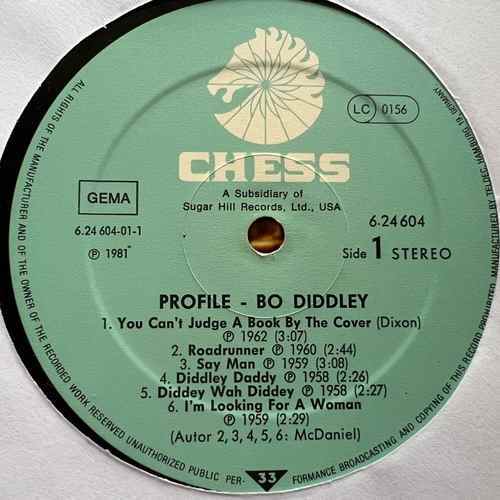 CHESS
A Subsidiary of
Sugar Hill Records, Ltd., USA
LC 0156
GEMA
6.24 604-01-1
℗ 1981
6.24604
Side 1 STEREO
PROFILE - BO DIDDLEY
1. You Can't Judge A Book By The Cover (Dixon)
℗ 1962 (3:07)
2. Roadrunner ℗ 1960 (2:44)
3. Say Man ℗ 1959 (3:08)
4. Diddley Daddy ℗ 1958 (2:26)
5. Diddey Wah Diddey ℗ 1958 (2:27)
6. I'm Looking For A Woman
℗ 1959 (2:29)
(Autor 2, 3, 4, 5, 6: McDaniel)
33
ALL RIGHTS OF THE MANUFACTURER AND OF THE OWNER OF THE RECORDED WORK RESERVED UNAUTHORIZED PUBLIC PER- FORMANCE BROADCASTING AND COPYING OF THIS RECORD PROHIBITED. MANUFACTURED BY TELDEC, HAMBURG 19, GERMANY